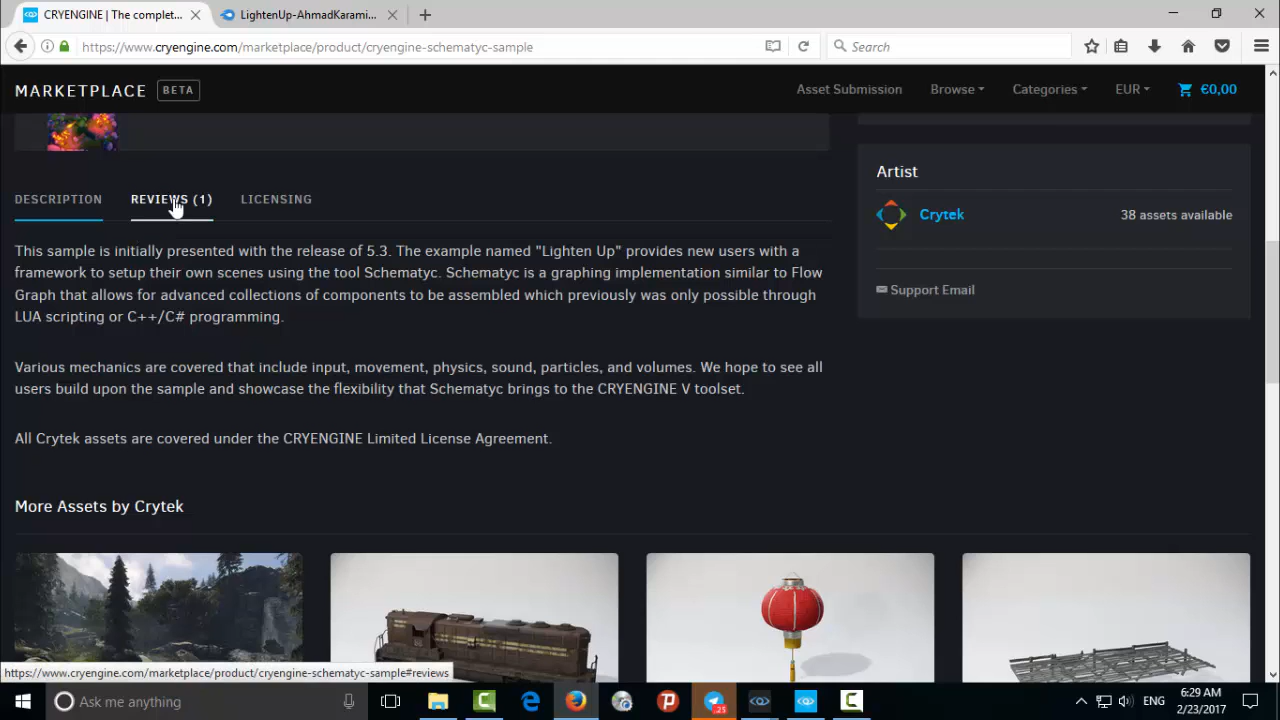 CRYENGINE | The complet...
LightenUp-AhmadKarami...
https://www.cryengine.com/marketplace/product/cryengine-schematyc-sample
Search
MARKETPLACE BETA
Asset Submission Browse Categories EUR €0,00
Artist
Crytek 38 assets available
Support Email
DESCRIPTION REVIEWS (1) LICENSING
This sample is initially presented with the release of 5.3. The example named "Lighten Up" provides new users with a
framework to setup their own scenes using the tool Schematyc. Schematyc is a graphing implementation similar to Flow
Graph that allows for advanced collections of components to be assembled which previously was only possible through
LUA scripting or C++/C# programming.
Various mechanics are covered that include input, movement, physics, sound, particles, and volumes. We hope to see all
users build upon the sample and showcase the flexibility that Schematyc brings to the CRYENGINE V toolset.
All Crytek assets are covered under the CRYENGINE Limited License Agreement.
More Assets by Crytek
https://www.cryengine.com/marketplace/product/cryengine-schematyc-sample#reviews
Ask me anything
25
ENG
6:29 AM
2/23/2017